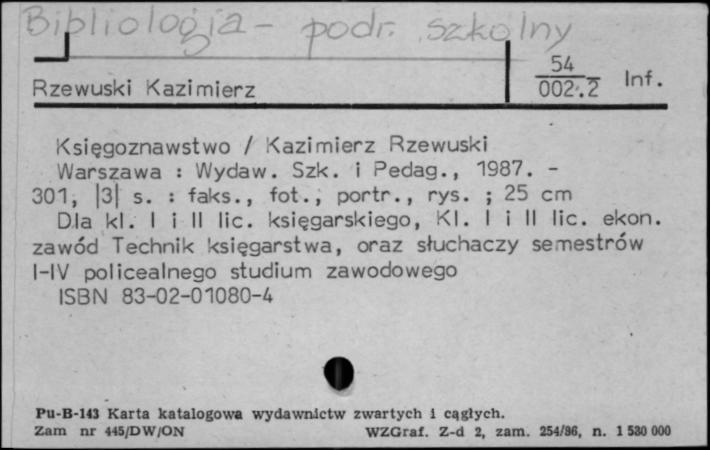 Bibliologia - podr. szkolny
54
Rzewuski Kazimierz
002.2 Inf.
Księgoznawstwo / Kazimierz Rzewuski
Warszawa : Wydaw. Szk. i Pedag., 1987. -
301, |3| s. : faks., fot., portr., rys. ; 25 cm
Dla kl. I i II lic. księgarskiego, Kl. I i II lic. ekon.
zawód Technik księgarstwa, oraz słuchaczy semestrów
I-IV policealnego studium zawodowego
ISBN 83-02-01080-4
Pu-B-143 Karta katalogowa wydawnictw zwartych i cągłych.
Zam nr 445/DW/ON WZGraf. Z-d 2, zam. 254/86, n. 1 530 000